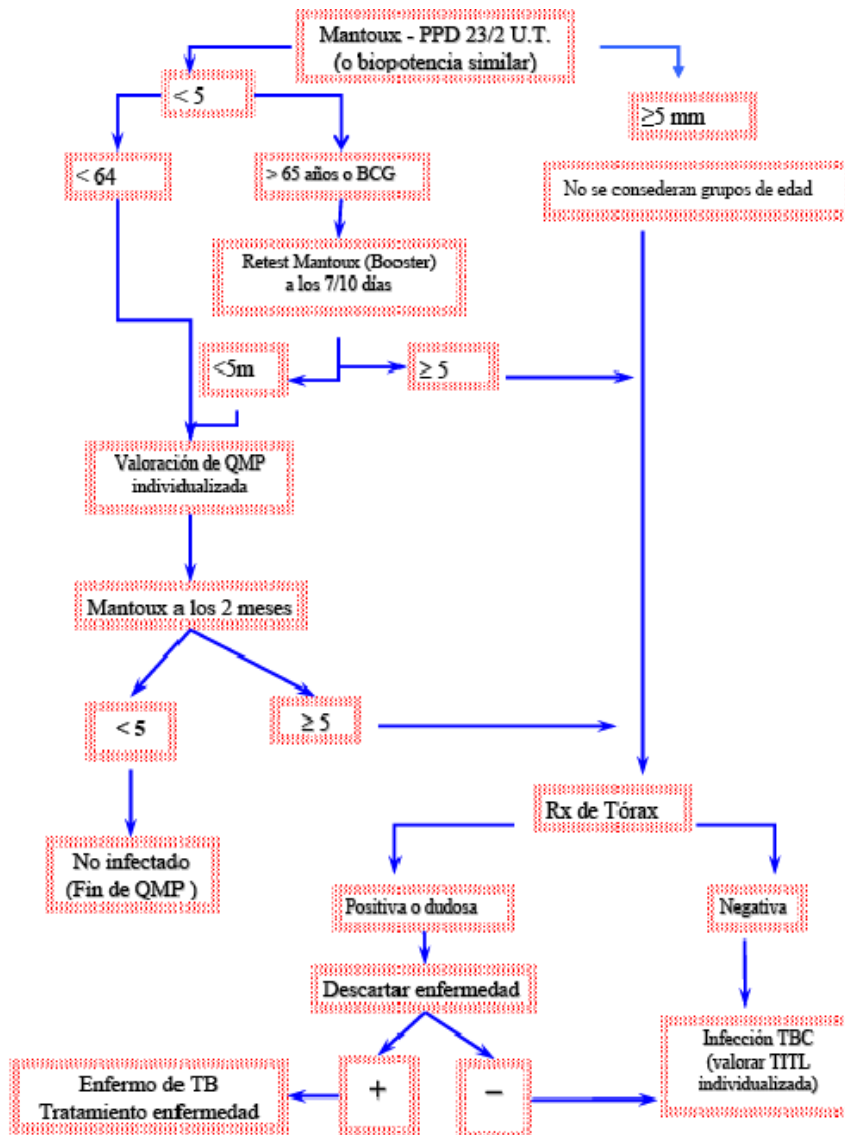 Mantoux - PPD 23/2 U.T.
(o biopotencia similar)
< 5
≥5 mm
< 64
> 65 años o BCG
No se consederan grupos de edad
Retest Mantoux (Booster)
a los 7/10 días
<5m
≥ 5
Valoración de QMP
individualizada
Mantoux a los 2 meses
< 5
≥ 5
Rx de Tórax
No infectado
(Fin de QMP )
Positiva o dudosa
Negativa
Descartar enfermedad
Infección TBC
(valorar TITL
individualizada)
Enfermo de TB
Tratamiento enfermedad
+
–